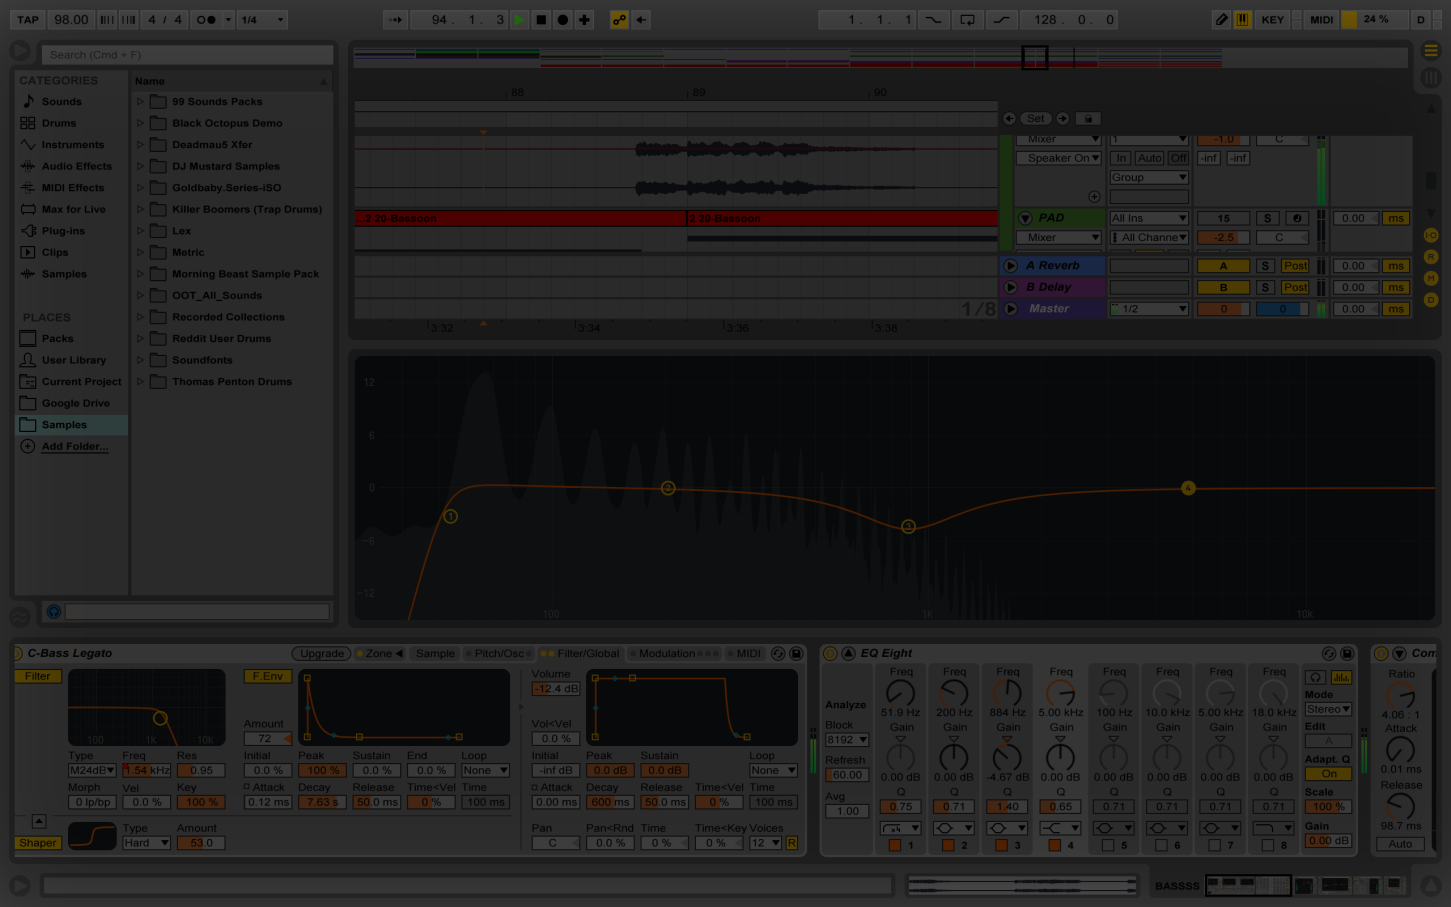 TAP 98.00 4 / 4 1/4 94. 1. 3 1. 1. 1 128. 0. 0 KEY MIDI 24 % D
Search (Cmd + F)
CATEGORIES
Sounds
Drums
Instruments
Audio Effects
MIDI Effects
Max for Live
Plug-ins
Clips
Samples
PLACES
Packs
User Library
Current Project
Google Drive
Samples
Add Folder...
Name
99 Sounds Packs
Black Octopus Demo
Deadmau5 Xfer
DJ Mustard Samples
Goldbaby.Series-iSO
Killer Boomers (Trap Drums)
Lex
Metric
Morning Beast Sample Pack
OOT_All_Sounds
Recorded Collections
Reddit User Drums
Soundfonts
Thomas Penton Drums
88 89 90
Set
Mixer 1 -1.0 C
Speaker On In Auto Off -inf -inf
Group
...2 20-Bassoon 2 20-Bassoon PAD All Ins 15 S 0.00 ms
Mixer All Channe -2.5 C
A Reverb A S Post 0.00 ms
B Delay B S Post 0.00 ms
1/8 Master 1/2 0 0 0.00 ms
3:32 3:34 3:36 3:38
I·O
R
M
D
12
6
0
-6
-12
1 2 3 4
100 1K 10K
C-Bass Legato Upgrade Zone Sample Pitch/Osc Filter/Global Modulation MIDI
Filter F.Env
100 1K 10K
Amount
72
Type Freq Res Initial Peak Sustain End Loop
M24dB 1.54 kHz 0.95 0.0 % 100 % 0.0 % 0.0 % None
Morph Vel Key Attack Decay Release Time<Vel Time
0 lp/bp 0.0 % 100 % 0.12 ms 7.63 s 50.0 ms 0 % 100 ms
Type Amount
Shaper Hard 53.0
Volume
-12.4 dB
Vol<Vel
0.0 %
Initial Peak Sustain Loop
-inf dB 0.0 dB 0.0 dB None
Attack Decay Release Time<Vel Time
0.00 ms 600 ms 50.0 ms 0 % 100 ms
Pan Pan<Rnd Time Time<Key Voices
C 0.0 % 0 % 0 % 12 R
EQ Eight
Analyze
Block
8192
Refresh
60.00
Avg
1.00
Freq Freq Freq Freq Freq Freq Freq Freq
51.9 Hz 200 Hz 884 Hz 5.00 kHz 100 Hz 10.0 kHz 5.00 kHz 18.0 kHz
Gain Gain Gain Gain Gain Gain Gain Gain
0.00 dB 0.00 dB -4.67 dB 0.00 dB 0.00 dB 0.00 dB 0.00 dB 0.00 dB
Q Q Q Q Q Q Q Q
0.75 0.71 1.40 0.65 0.71 0.71 0.71 0.71
1 2 3 4 5 6 7 8
Mode
Stereo
Edit
A
Adapt. Q
On
Scale
100 %
Gain
0.00 dB
Com
Ratio
4.06 : 1
Attack
0.01 ms
Release
98.7 ms
Auto
BASSSS